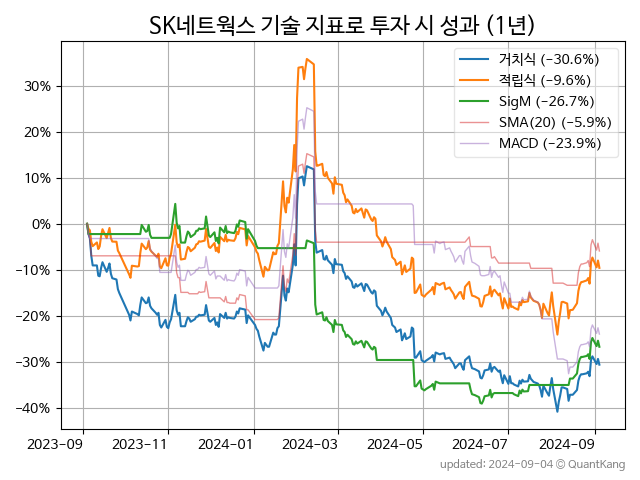 SK네트웍스 기술 지표로 투자 시 성과 (1년)
거치식 (−30.6%)
적립식 (−9.6%)
SigM (−26.7%)
SMA(20) (−5.9%)
MACD (−23.9%)
30%
20%
10%
0%
−10%
−20%
−30%
−40%
2023−09 2023−11 2024−01 2024−03 2024−05 2024−07 2024−09
updated: 2024−09−04 © QuantKang